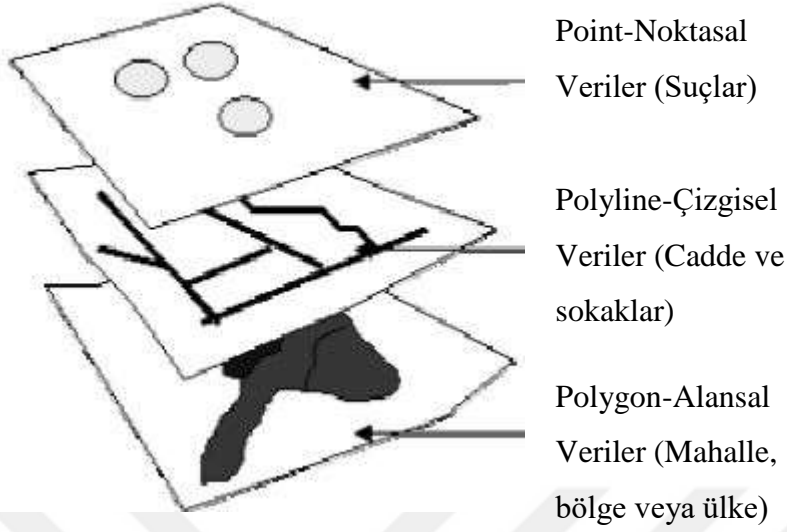 Point-Noktasal
Veriler (Suçlar)
Polyline-Çizgisel
Veriler (Cadde ve
sokaklar)
Polygon-Alansal
Veriler (Mahalle,
bölge veya ülke)